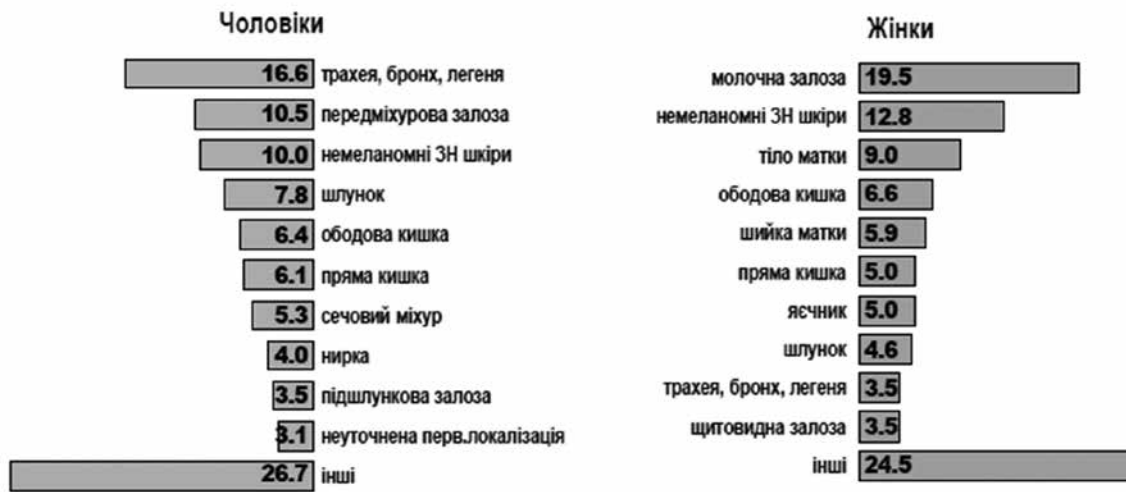 Чоловіки
16.6 трахея, бронх, легеня
10.5 передміхурова залоза
10.0 немеланомні ЗН шкіри
7.8 шлунок
6.4 ободова кишка
6.1 пряма кишка
5.3 сечовий міхур
4.0 нирка
3.5 підшлункова залоза
3.1 неуточнена перв.локалізація
26.7 інші
Жінки
молочна залоза 19.5
немеланомні ЗН шкіри 12.8
тіло матки 9.0
ободова кишка 6.6
шийка матки 5.9
пряма кишка 5.0
яєчник 5.0
шлунок 4.6
трахея, бронх, легеня 3.5
щитовидна залоза 3.5
інші 24.5